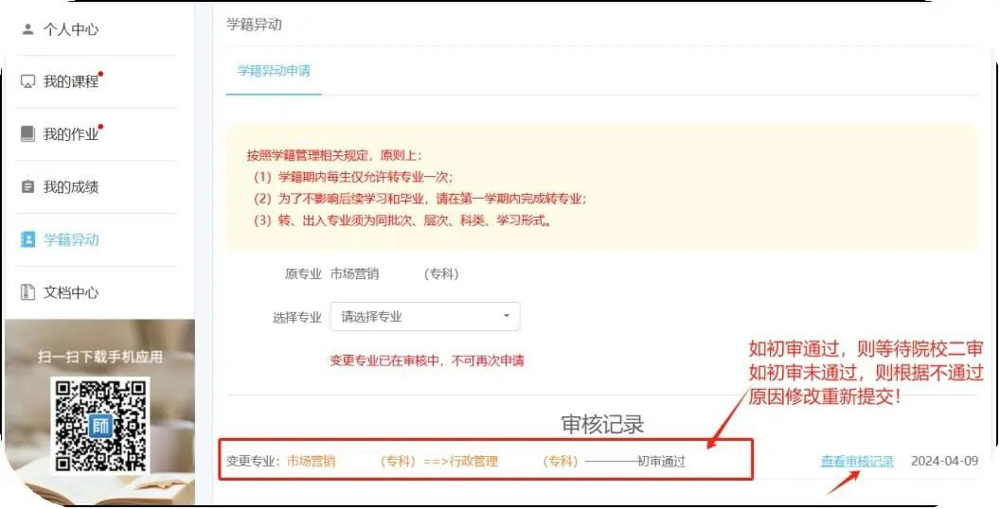 个人中心
我的课程
我的作业
我的成绩
学籍异动
文档中心
扫一扫下载手机应用
師
学籍异动
学籍异动申请
按照学籍管理相关规定，原则上：
（1）学籍期内每生仅允许转专业一次；
（2）为了不影响后续学习和毕业，请在第一学期内完成转专业；
（3）转、出入专业须为同批次、层次、科类、学习形式。
原专业 市场营销 （专科）
选择专业 请选择专业
变更专业已在审核中，不可再次申请
如初审通过，则等待院校二审
如初审未通过，则根据不通过
原因修改重新提交！
审核记录
变更专业：市场营销 （专科）==>行政管理 （专科）————初审通过 查看审核记录 2024-04-09